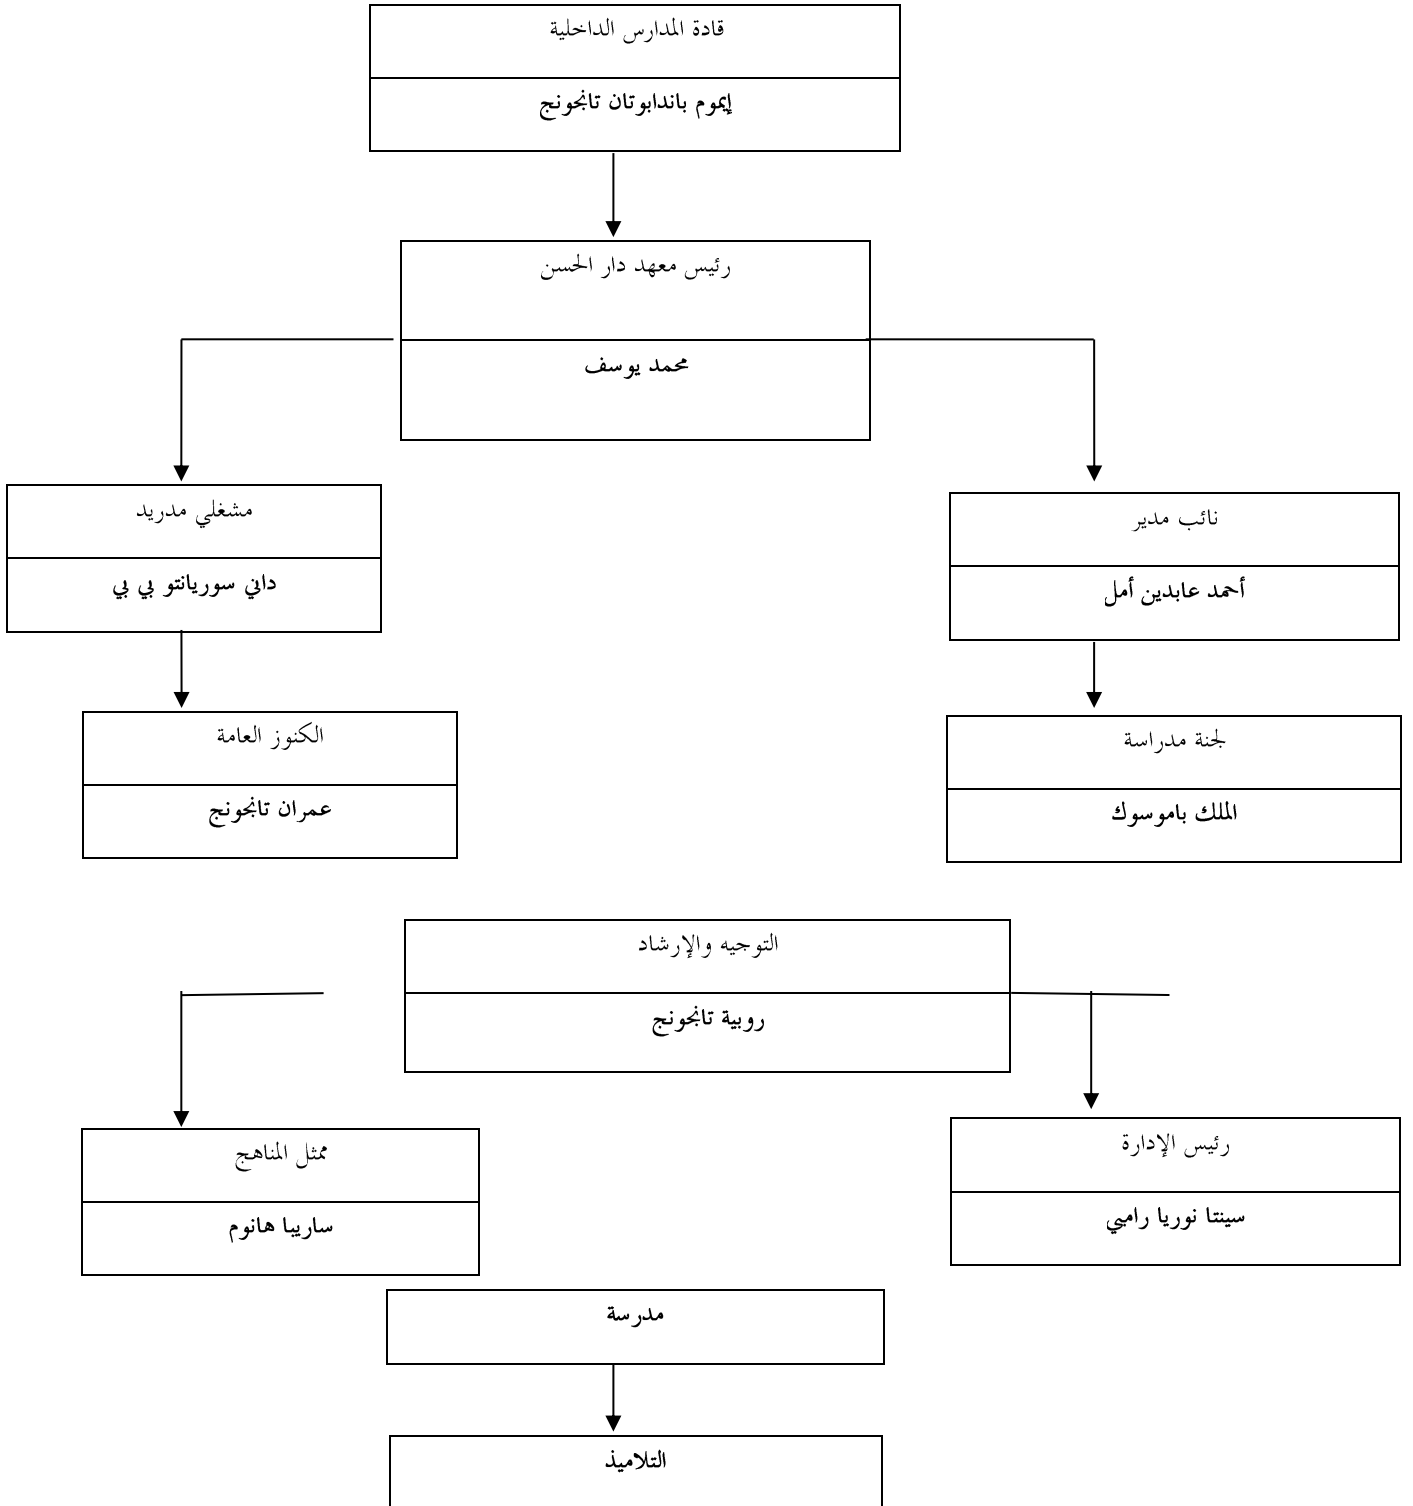 قادة المدارس الداخلية
إيموم باندابوتان تانجونج
رئيس معهد دار الحسن
محمد يوسف
نائب مدير
أحمد عابدين أمل
مشغلي مدريد
داني سوريانتو بي بي
لجنة مدراسة
الملك باموسوك
الكنوز العامة
عمران تانجونج
التوجيه والإرشاد
روبية تانجونج
رئيس الإدارة
سينتا نوريا رامبي
ممثل المناهج
ساريبا هانوم
مدرسة
التلاميذ